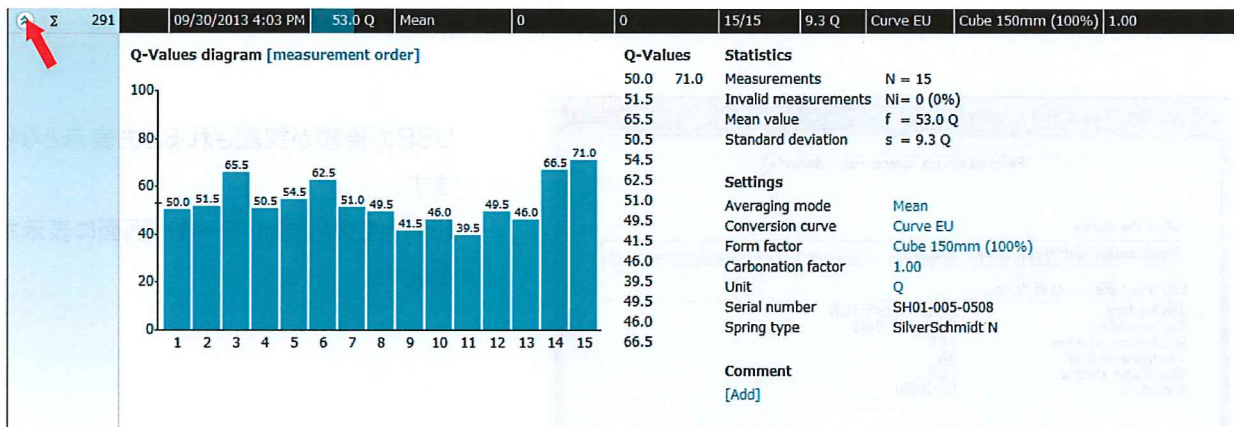 Σ 291 09/30/2013 4:03 PM 53.0 Q Mean 0 0 15/15 9.3 Q Curve EU Cube 150mm (100%) 1.00
Q-Values diagram [measurement order]
100
80
60
40
20
0
50.0 51.5 65.5 50.5 54.5 62.5 51.0 49.5 41.5 46.0 39.5 49.5 46.0 66.5 71.0
1 2 3 4 5 6 7 8 9 10 11 12 13 14 15
Q-Values
50.0 71.0
51.5
65.5
50.5
54.5
62.5
51.0
49.5
41.5
46.0
39.5
49.5
46.0
66.5
Statistics
Measurements N = 15
Invalid measurements Ni= 0 (0%)
Mean value f = 53.0 Q
Standard deviation s = 9.3 Q
Settings
Averaging mode Mean
Conversion curve Curve EU
Form factor Cube 150mm (100%)
Carbonation factor 1.00
Unit Q
Serial number SH01-005-0508
Spring type SilverSchmidt N
Comment
[Add]